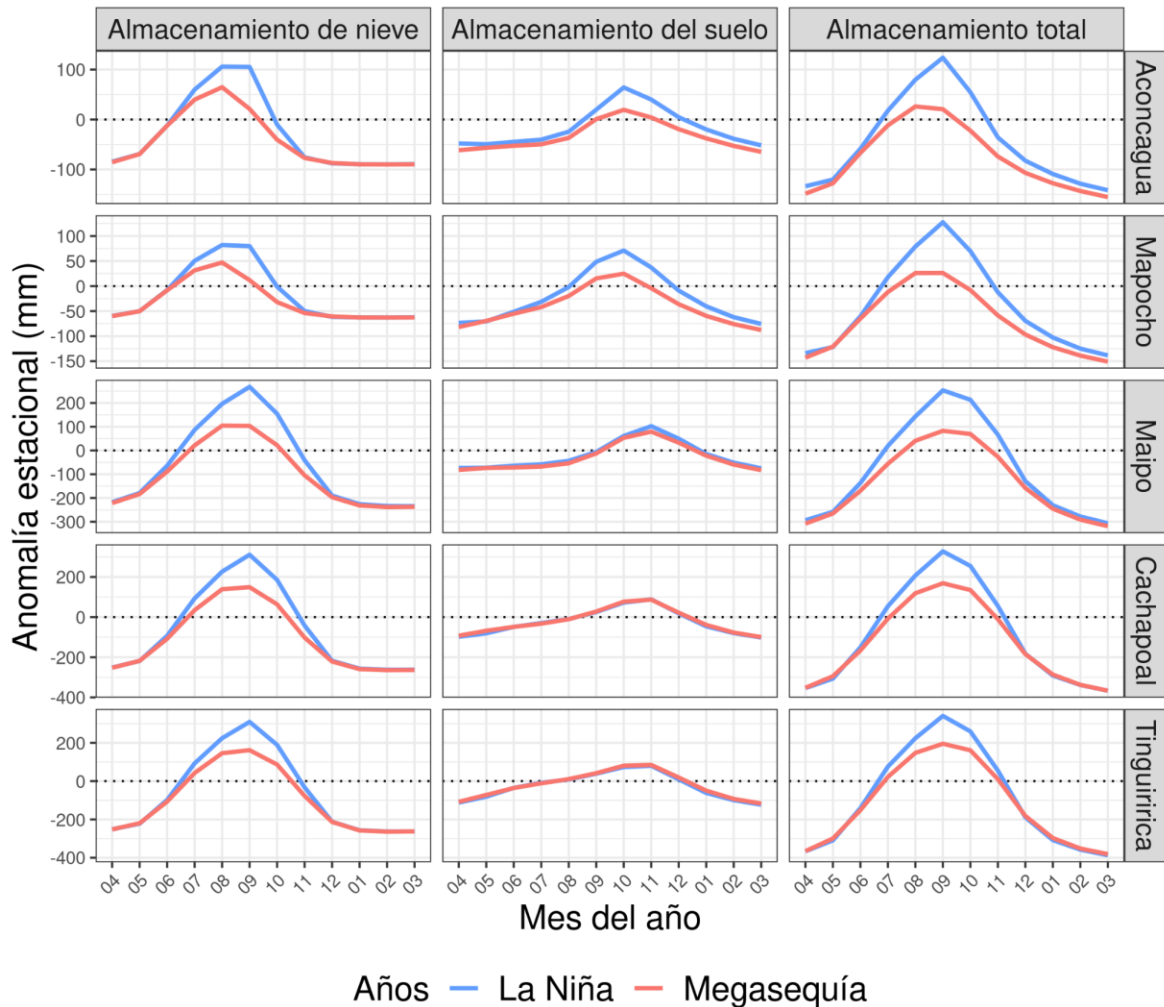 Almacenamiento de nieve Almacenamiento del suelo Almacenamiento total
Anomalía estacional (mm)
100
0
-100
Aconcagua
100
50
0
-50
-100
-150
Mapocho
200
100
0
-100
-200
-300
Maipo
200
0
-200
-400
Cachapoal
200
0
-200
-400
Tinguiririca
04 05 06 07 08 09 10 11 12 01 02 03 04 05 06 07 08 09 10 11 12 01 02 03 04 05 06 07 08 09 10 11 12 01 02 03
Mes del año
Años La Niña Megasequía